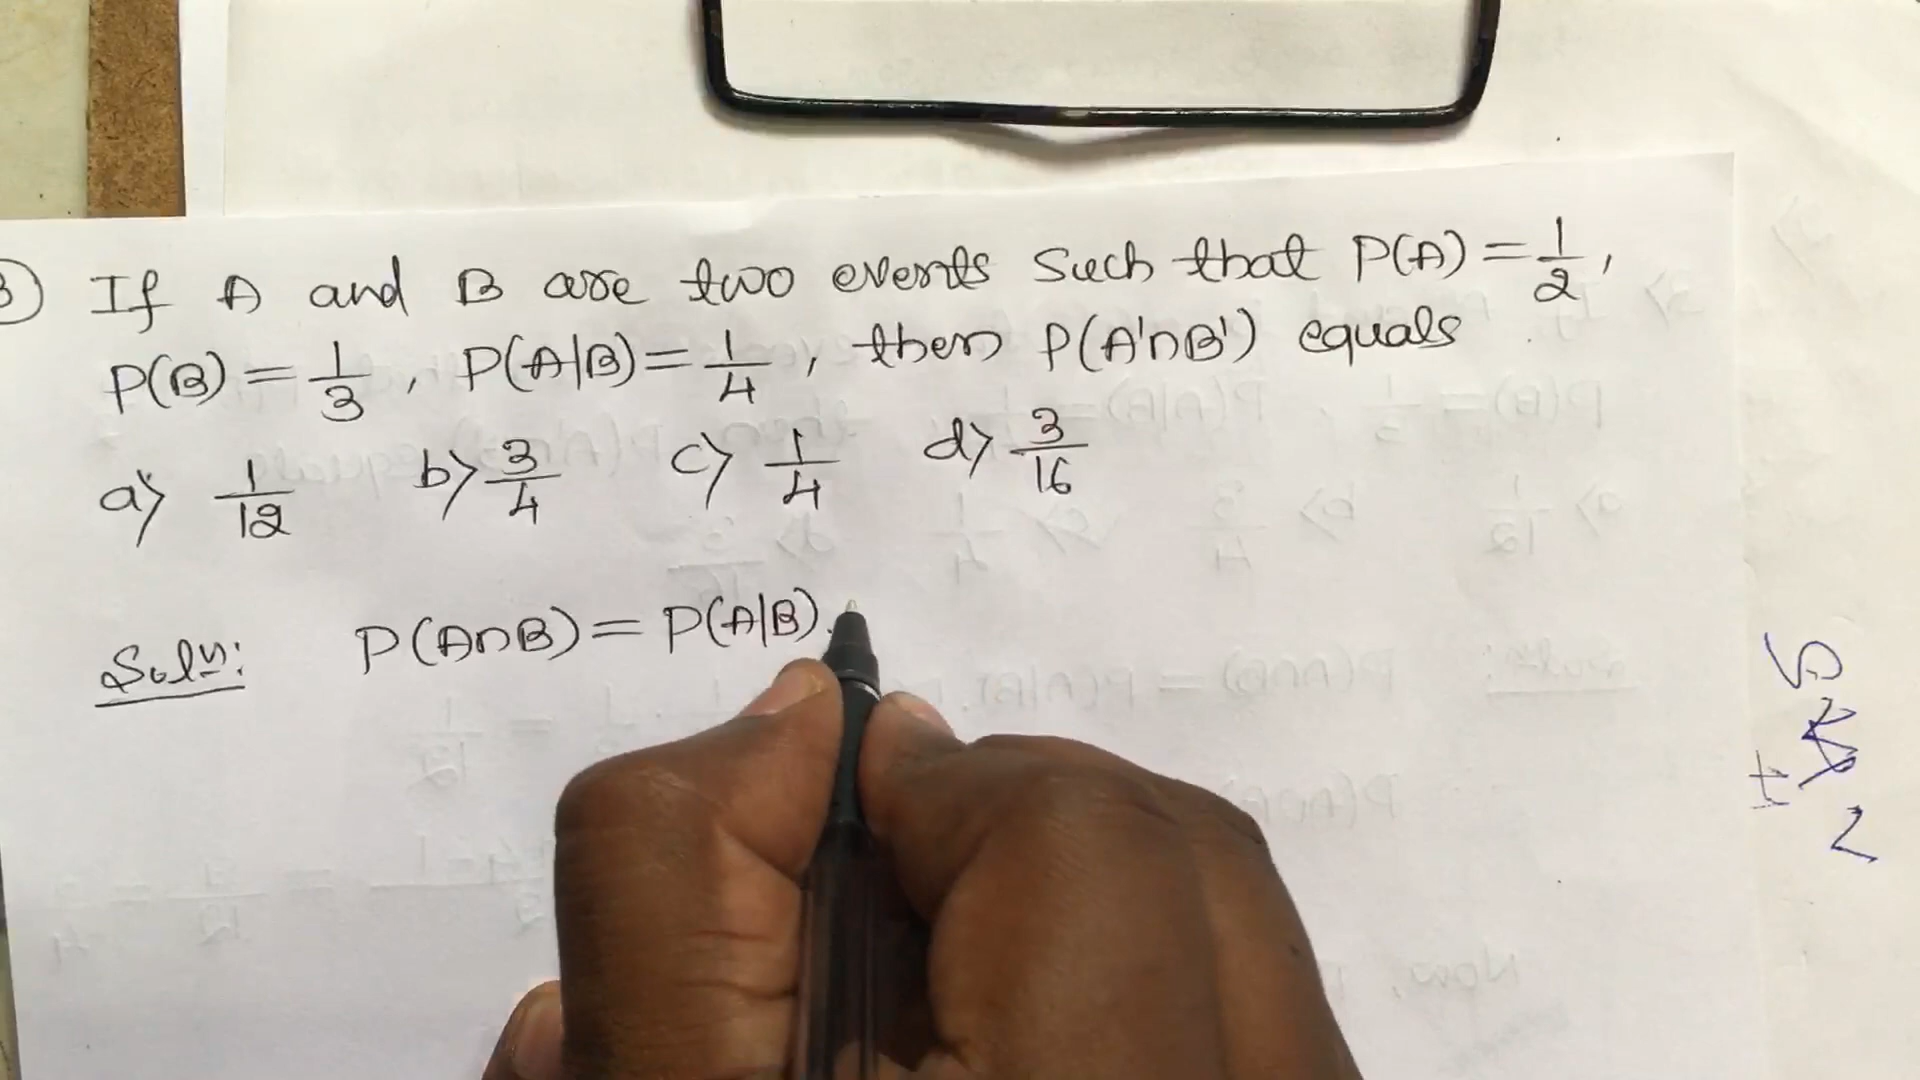 3) If A and B are two events such that P(A) = 1/2,
P(B) = 1/3, P(A|B) = 1/4, then P(A'∩B') equals
a) 1/12 b) 3/4 c) 1/4 d) 3/16
Soln: P(A∩B) = P(A|B).